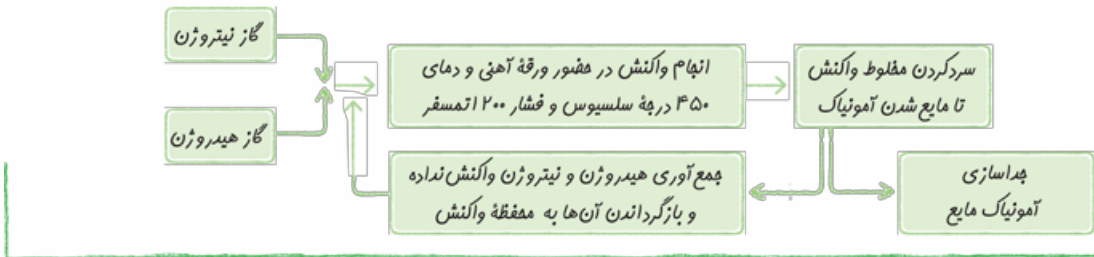 گاز نیتروژن
گاز هیدروژن
انجام واکنش در حضور ورقهٔ آهنی و دمای
۴۵۰ درجهٔ سلسیوس و فشار ۲۰۰ اتمسفر
سردکردن مخلوط واکنش
تا مایع شدن آمونیاک
جمع‌آوری هیدروژن و نیتروژن واکنش نداده
و بازگرداندن آن‌ها به محفظهٔ واکنش
جداسازی
آمونیاک مایع